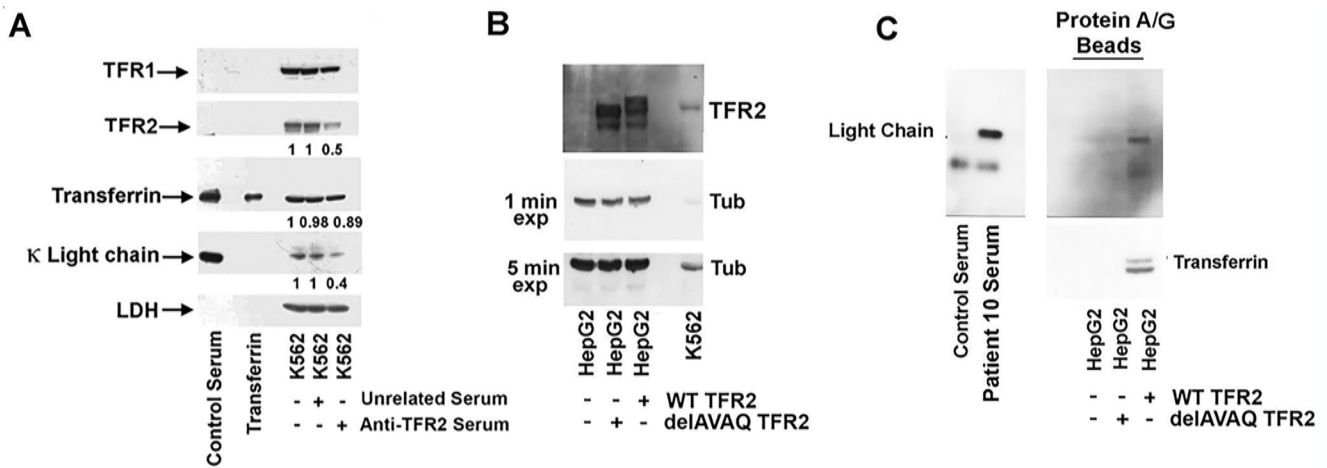 A
TFR1
TFR2
1 1 0.5
Transferrin
1 0.98 0.89
κ Light chain
1 1 0.4
LDH
Control Serum
Transferrin
K562
K562
K562
- + - Unrelated Serum
- - + Anti-TFR2 Serum
B
TFR2
1 min
exp
Tub
5 min
exp
Tub
HepG2
HepG2
HepG2
K562
- - + WT TFR2
- + - delAVAQ TFR2
C
Protein A/G
Beads
Light Chain
Transferrin
Control Serum
Patient 10 Serum
HepG2
HepG2
HepG2
- - + WT TFR2
- + - delAVAQ TFR2